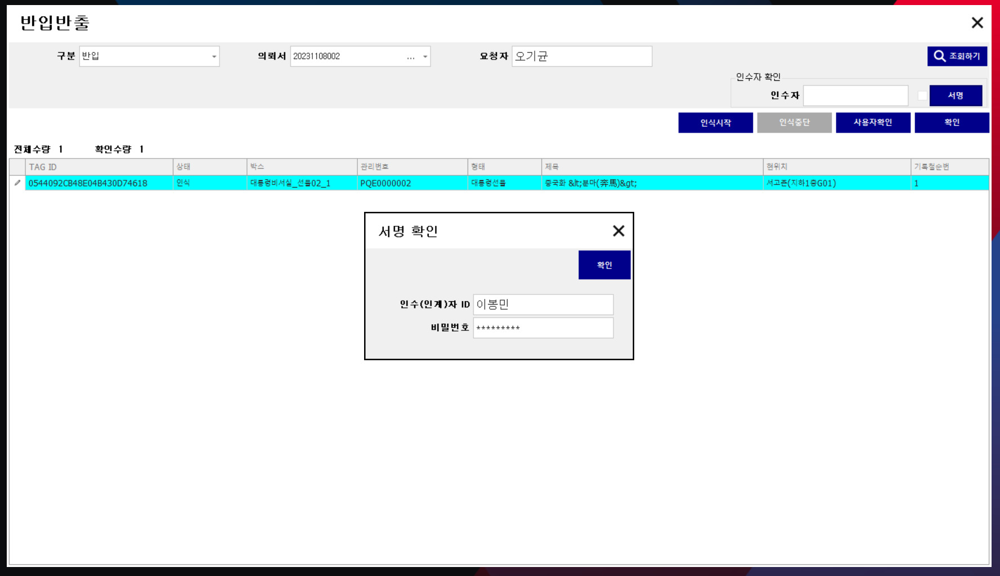 반입반출
구분 반입 의뢰서 20231108002 ... 요청자 오기균 조회하기
인수자 확인
인수자 서명
인식시작 인식중단 사용자확인 확인
전체수량 1 확인수량 1
TAG ID 상태 박스 관리번호 형태 제목 현위치 기록철순번
0544092CB48E04B430D74618 인식 대통령비서실_선물02_1 PQE0000002 대통령선물 중국화 &lt;분마(奔馬)&gt; 서고존(지하1층G01) 1
서명 확인
확인
인수(인계)자 ID 이봉민
비밀번호 *********